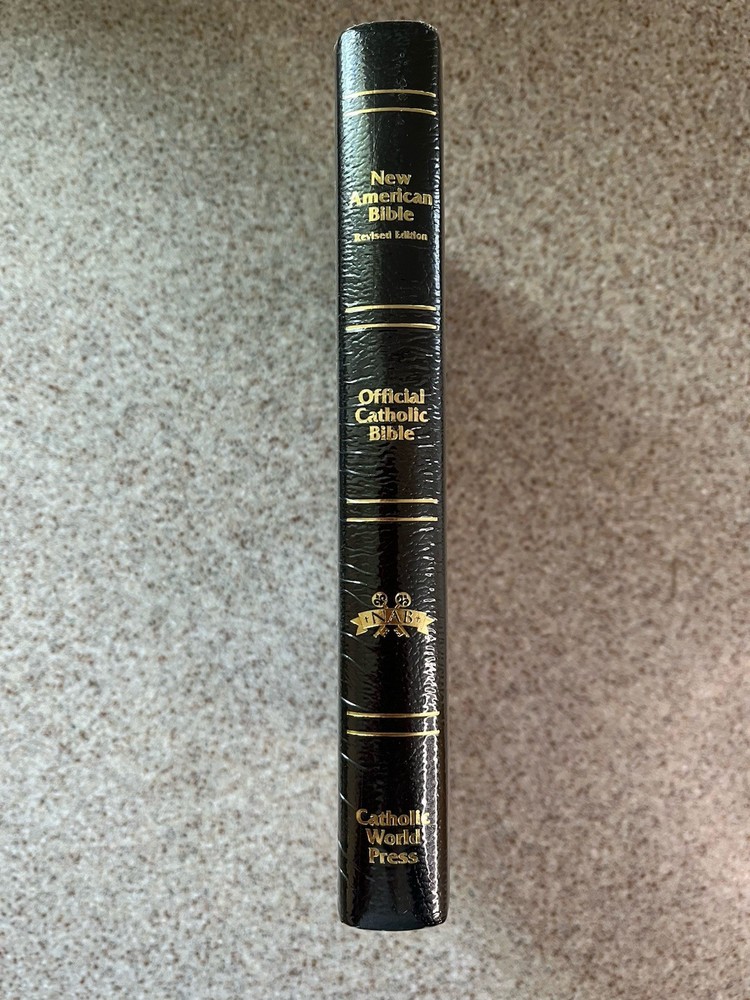 New
American
Bible
Revised Edition
Official
Catholic
Bible
NAB
Catholic
World
Press